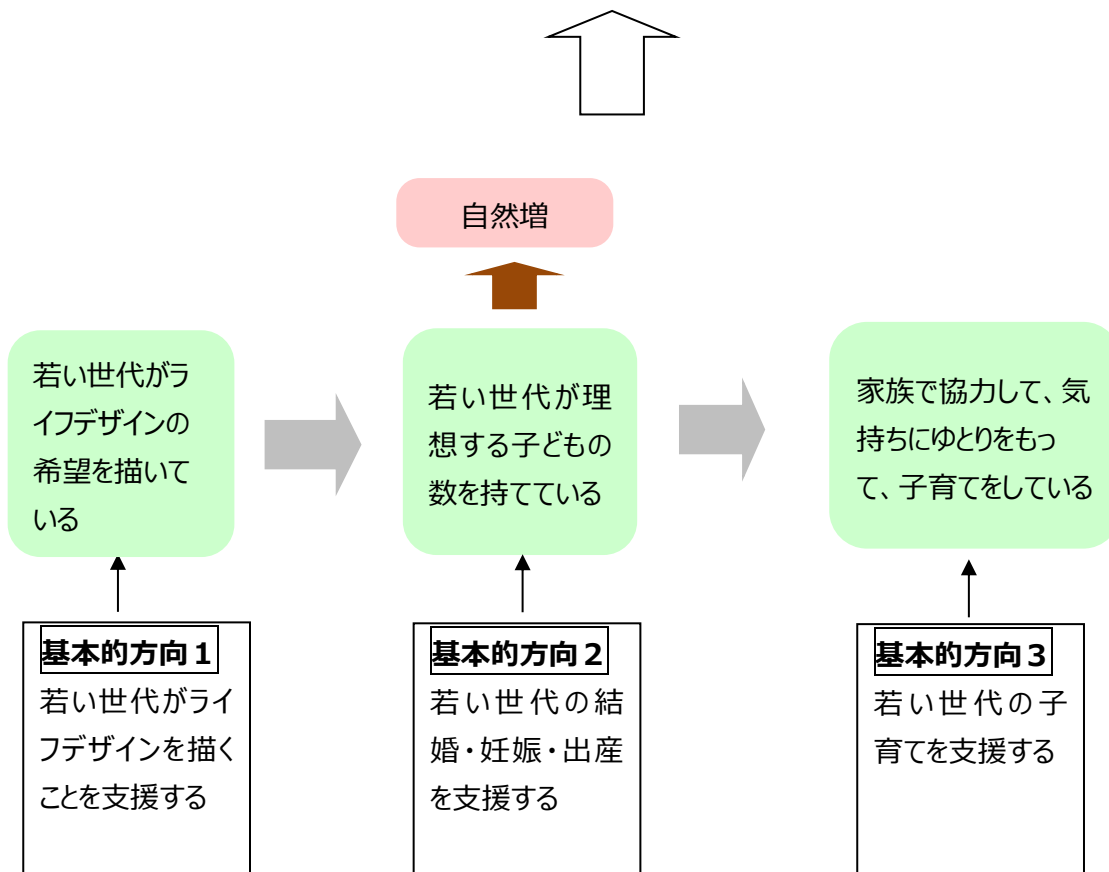 自然増
若い世代がラ
イフデザインの
希望を描いて
いる
若い世代が理
想する子どもの
数を持てている
家族で協力して、気
持ちにゆとりをもっ
て、子育てをしている
基本的方向1
若い世代がライ
フデザインを描く
ことを支援する
基本的方向2
若い世代の結
婚・妊娠・出産
を支援する
基本的方向3
若い世代の子
育てを支援する